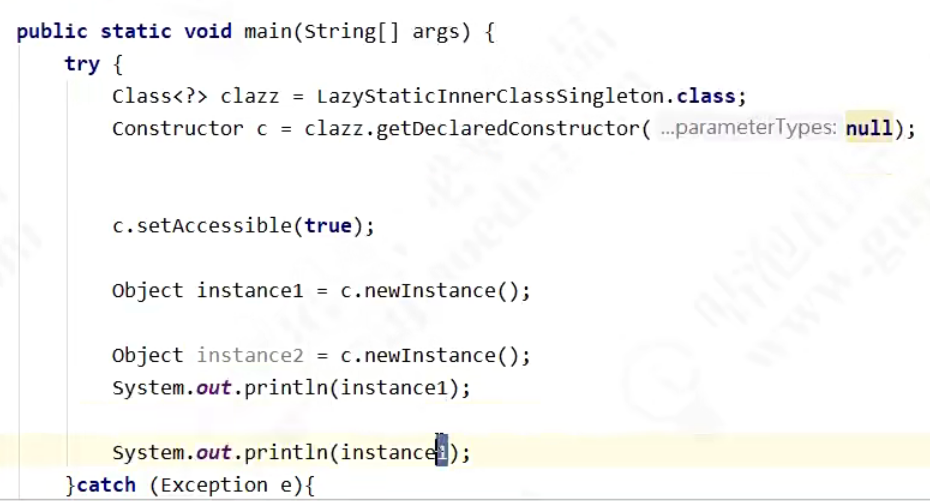 public static void main(String[] args) {
try {
Class<?> clazz = LazyStaticInnerClassSingleton.class;
Constructor c = clazz.getDeclaredConstructor( ...parameterTypes: null);
c.setAccessible(true);
Object instance1 = c.newInstance();
Object instance2 = c.newInstance();
System.out.println(instance1);
System.out.println(instance1);
}catch (Exception e){